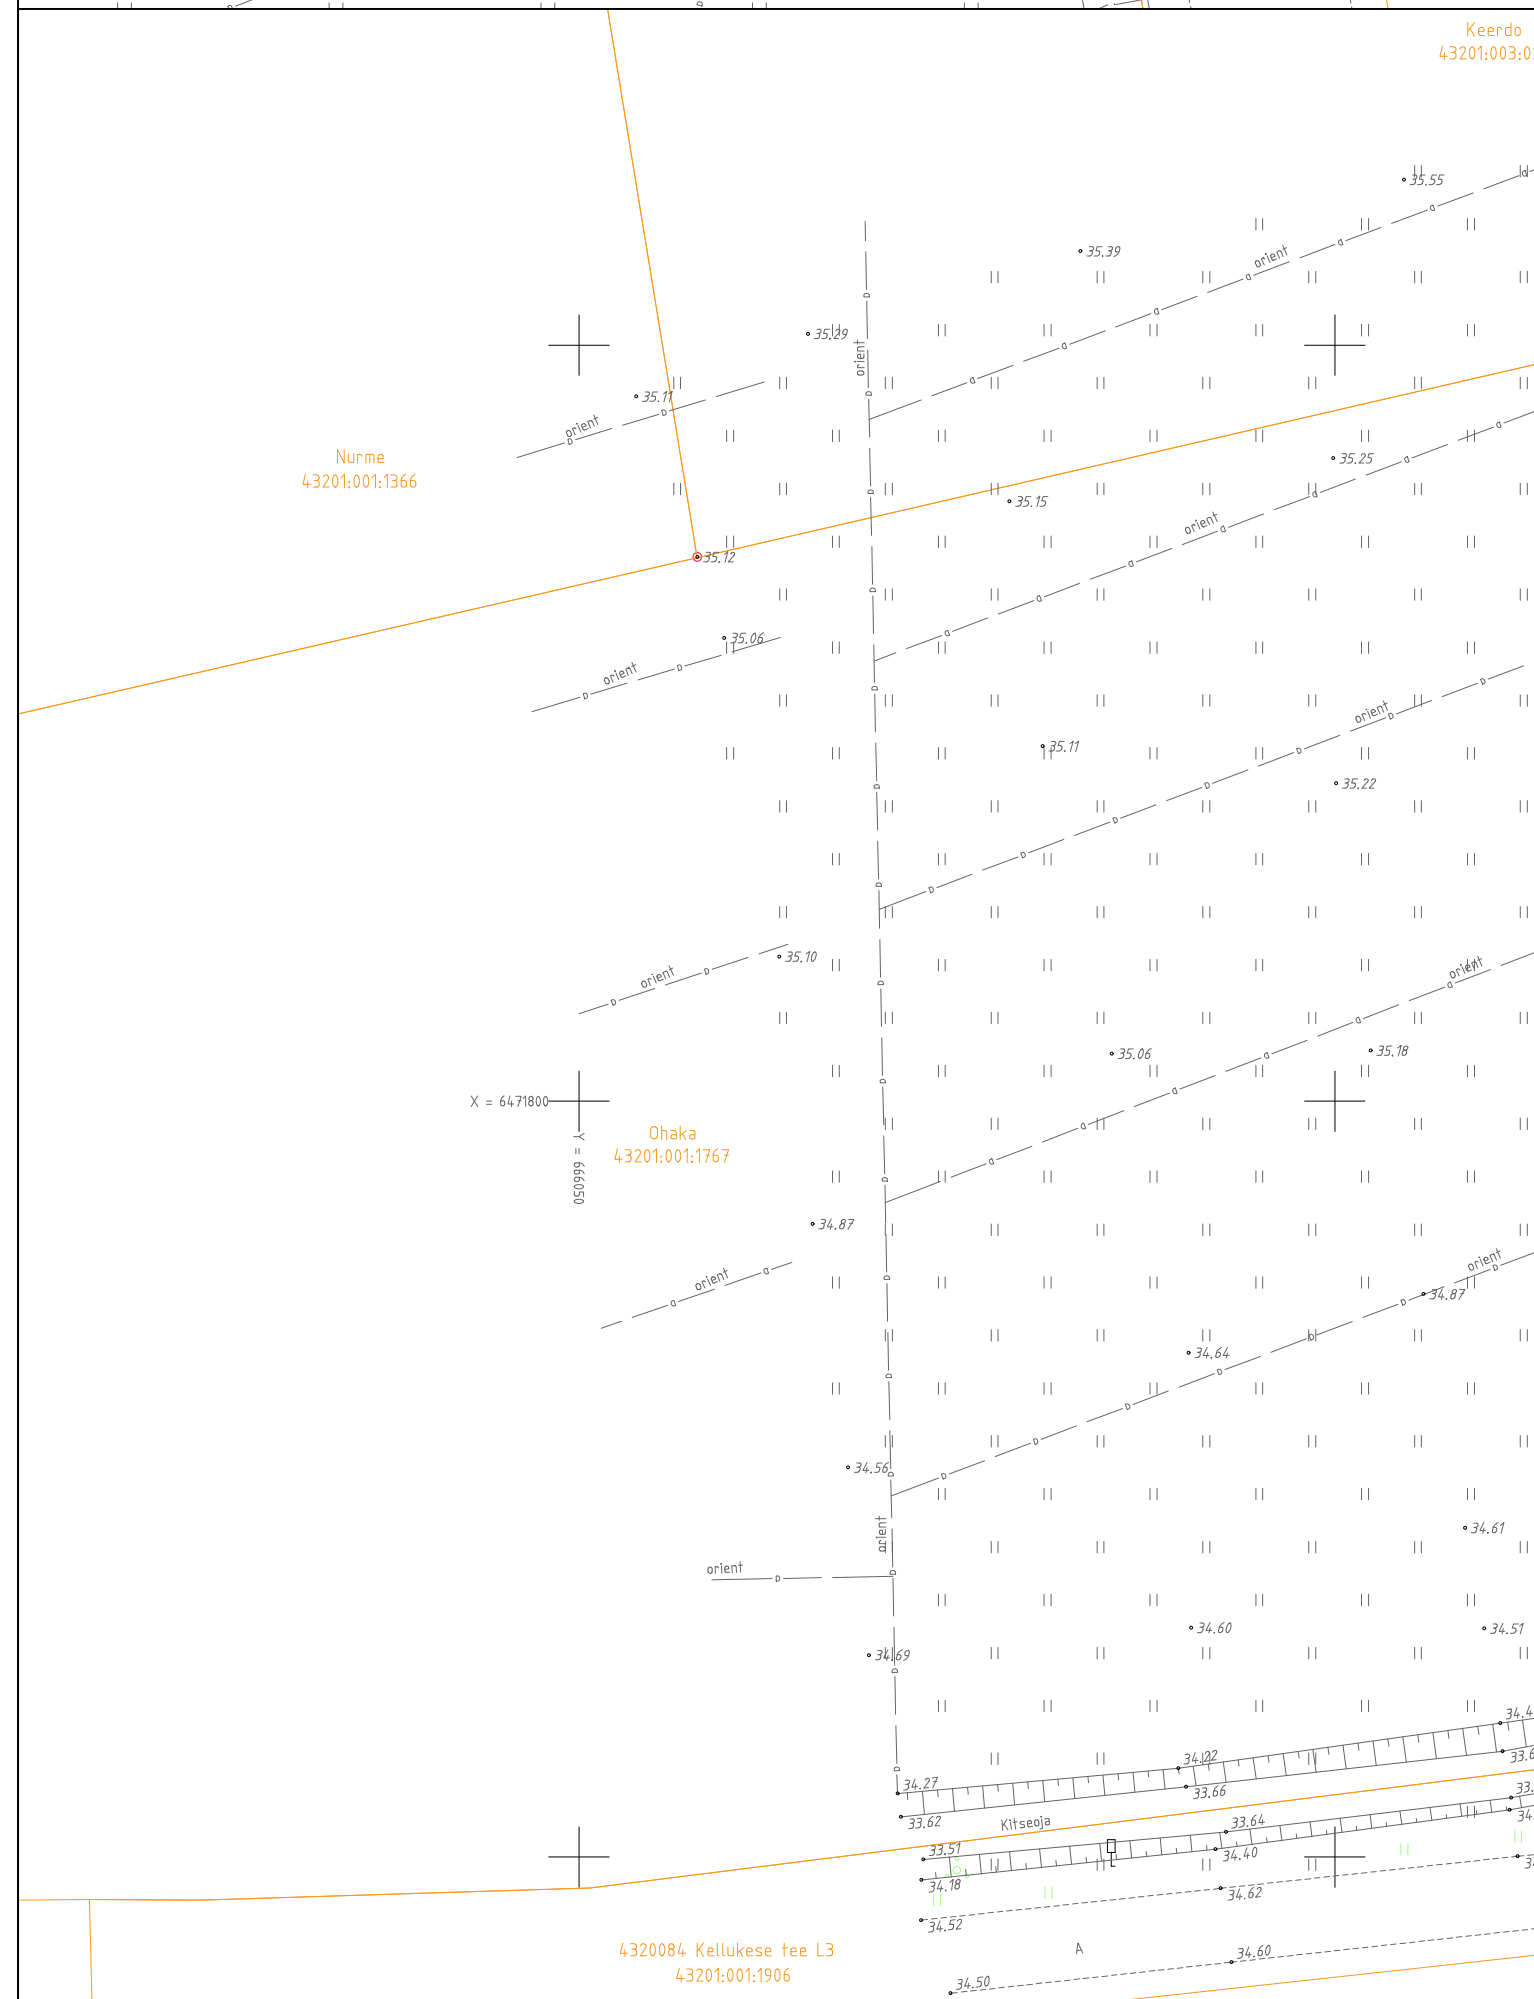 Keerdo
35.55
orient
35.39
35.29
orient
35.11
orient
Nurme
43201:001:1366
35.25
35.15
orient
35.12
35.06
orient
orient
35.11
35.22
35.10
orient
orient
35.06
35.18
X = 6471800
Y = 666050
Ohaka
43201:001:1767
34.87
orient
orient
34.87
34.64
34.56
34.61
orient
orient
34.60
34.51
34.69
34.22
34.27
33.66
33.62
Kitseoja
33.64
33.51
34.40
34.18
34.62
34.52
4320084 Kellukese tee L3
43201:001:1906
A
34.60
34.50